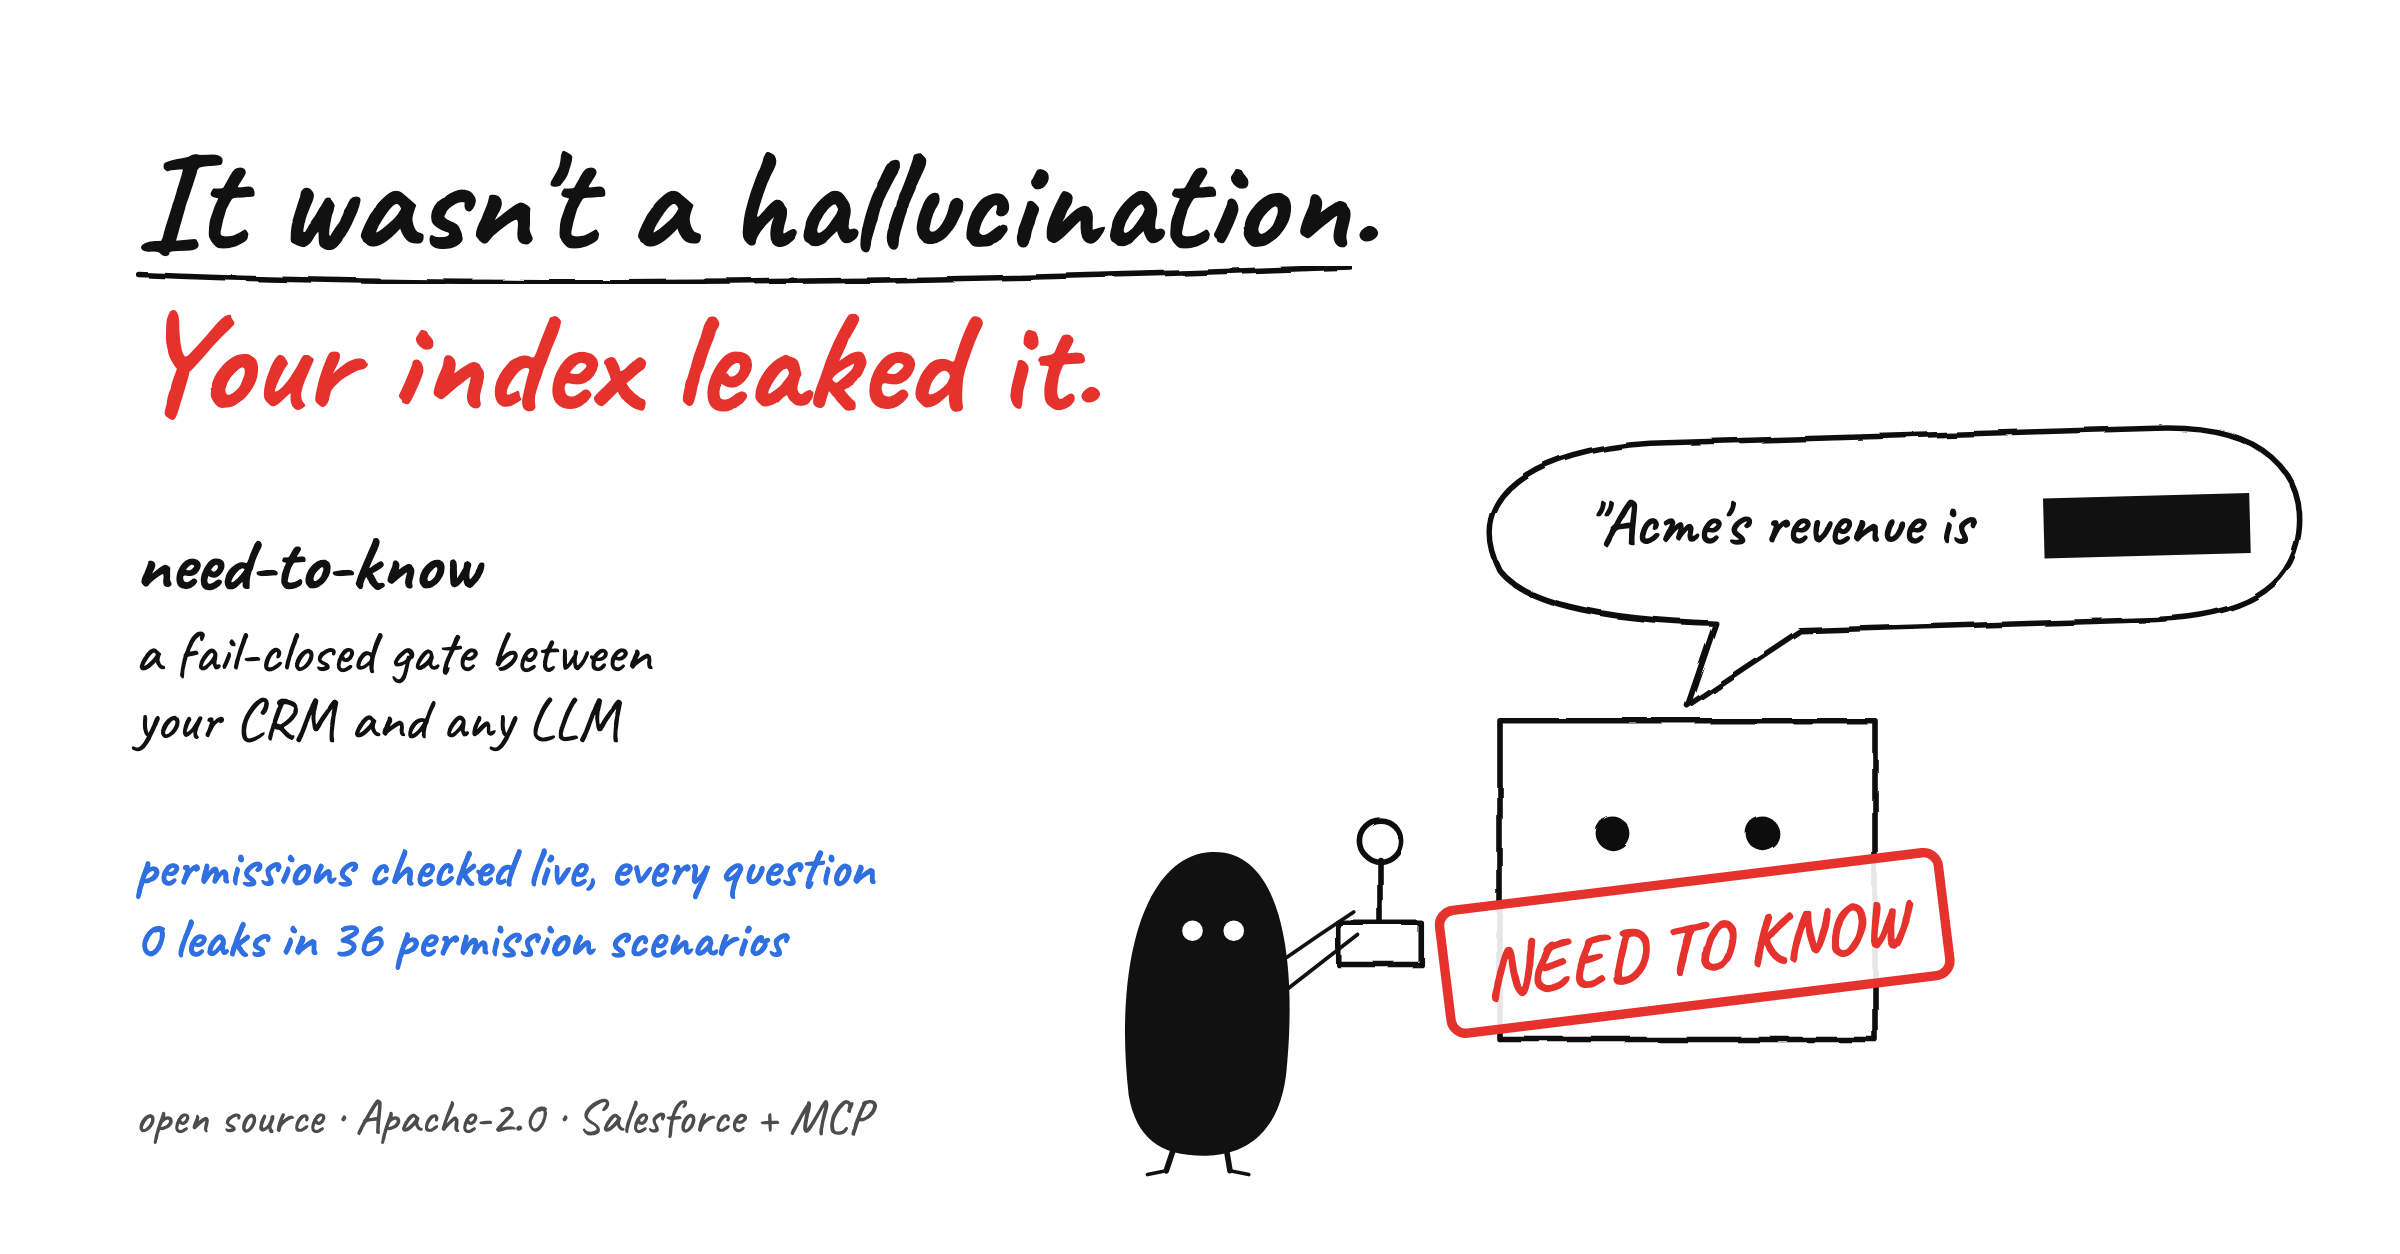 It wasn't a hallucination.
Your index leaked it.
"Acme's revenue is
need-to-know
a fail-closed gate between
your CRM and any LLM
permissions checked live, every question
0 leaks in 36 permission scenarios
NEED TO KNOW
open source · Apache-2.0 · Salesforce + MCP